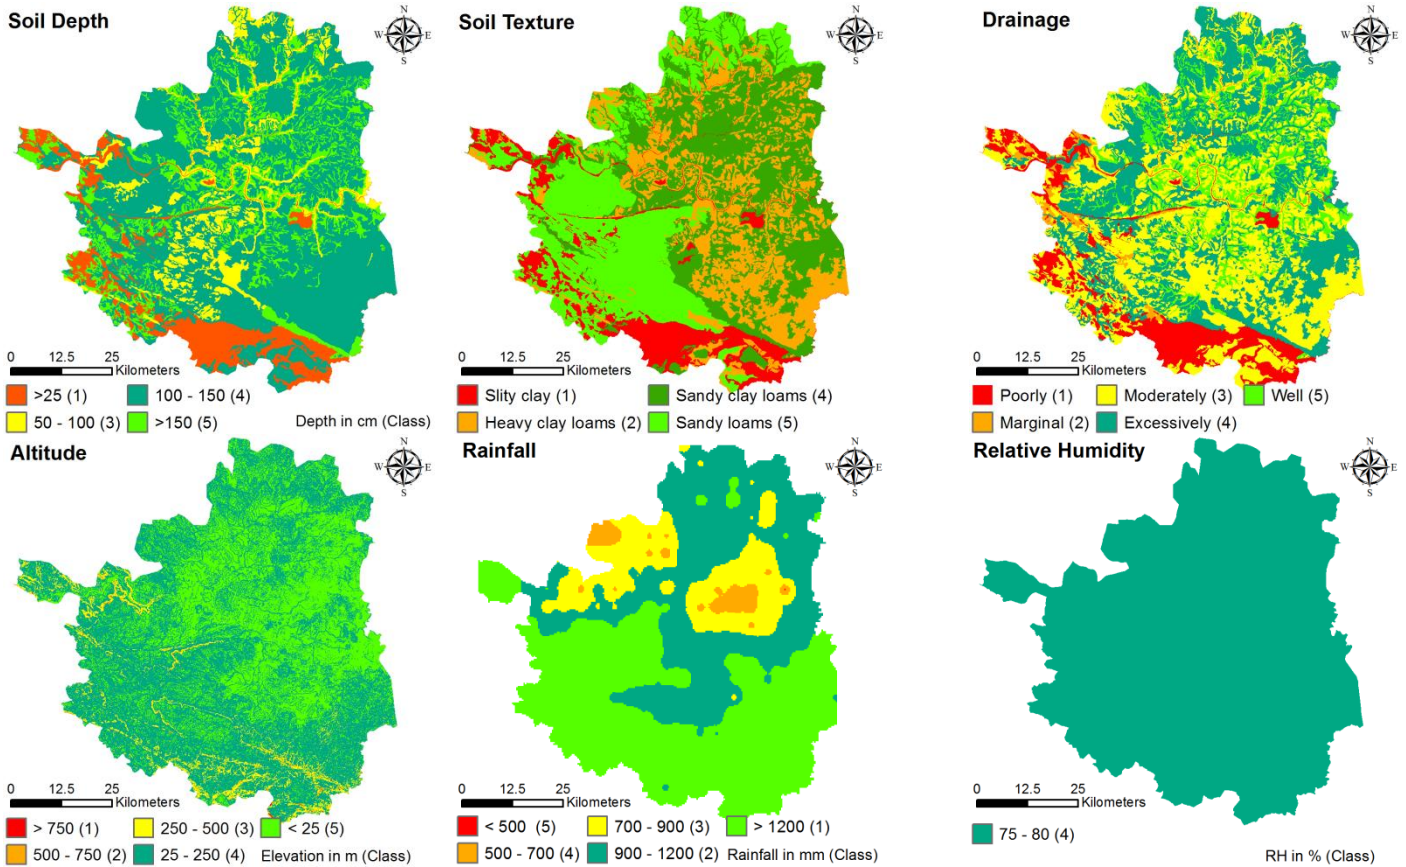 Soil Depth
N
W E
S
0 12.5 25
Kilometers
>25 (1) 100 - 150 (4)
50 - 100 (3) >150 (5) Depth in cm (Class)
Soil Texture
N
W E
S
0 12.5 25
Kilometers
Slity clay (1) Sandy clay loams (4)
Heavy clay loams (2) Sandy loams (5)
Drainage
N
W E
S
0 12.5 25
Kilometers
Poorly (1) Moderately (3) Well (5)
Marginal (2) Excessively (4)
Altitude
N
W E
S
0 12.5 25
Kilometers
> 750 (1) 250 - 500 (3) < 25 (5)
500 - 750 (2) 25 - 250 (4) Elevation in m (Class)
Rainfall
N
W E
S
0 12.5 25
Kilometers
< 500 (5) 700 - 900 (3) > 1200 (1)
500 - 700 (4) 900 - 1200 (2) Rainfall in mm (Class)
Relative Humidity
N
W E
S
0 12.5 25
Kilometers
75 - 80 (4)
RH in % (Class)